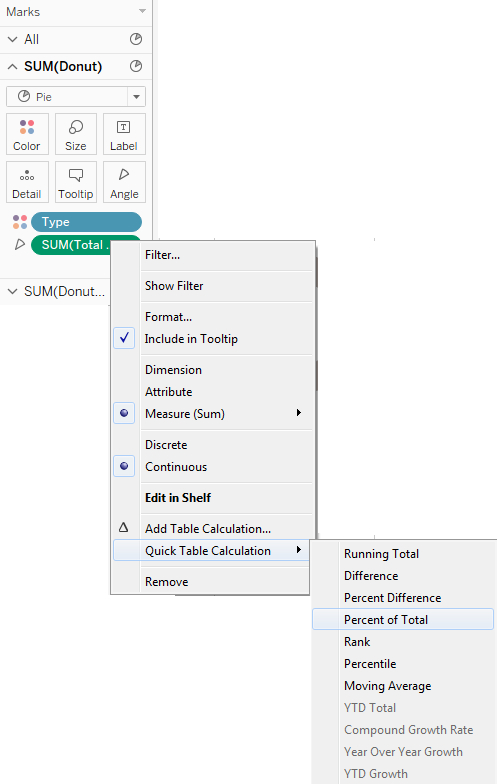 Marks
All
SUM(Donut)
Pie
Color Size Label
Detail Tooltip Angle
Type
SUM(Total ..
SUM(Donut...
Filter...
Show Filter
Format...
Include in Tooltip
Dimension
Attribute
Measure (Sum)
Discrete
Continuous
Edit in Shelf
Add Table Calculation...
Quick Table Calculation
Remove
Running Total
Difference
Percent Difference
Percent of Total
Rank
Percentile
Moving Average
YTD Total
Compound Growth Rate
Year Over Year Growth
YTD Growth